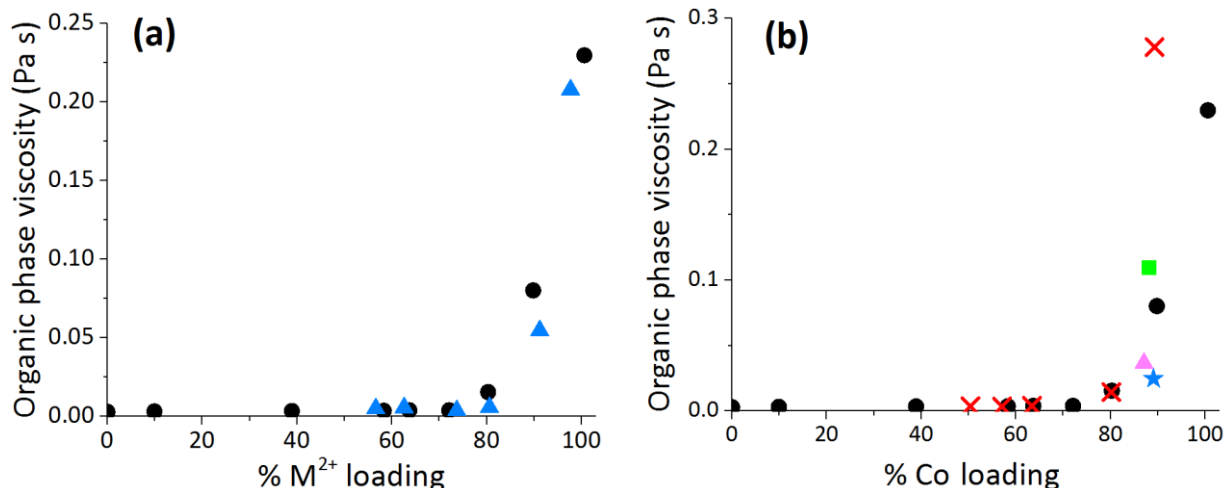 (a)
Organic phase viscosity (Pa s)
0.25
0.20
0.15
0.10
0.05
0.00
0 20 40 60 80 100
% M²⁺ loading
(b)
Organic phase viscosity (Pa s)
0.3
0.2
0.1
0.0
0 20 40 60 80 100
% Co loading